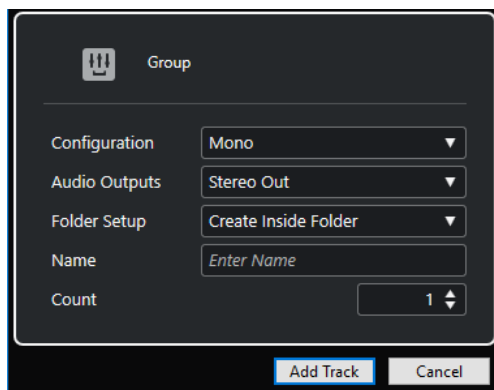 Group
Configuration Mono
Audio Outputs Stereo Out
Folder Setup Create Inside Folder
Name Enter Name
Count 1
Add Track Cancel